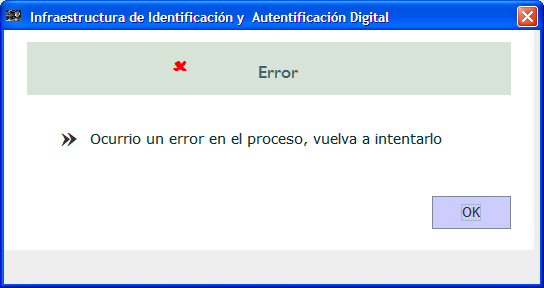 Infraestructura de Identificación y  Autentificación Digital
Error
Ocurrio un error en el proceso, vuelva a intentarlo
OK